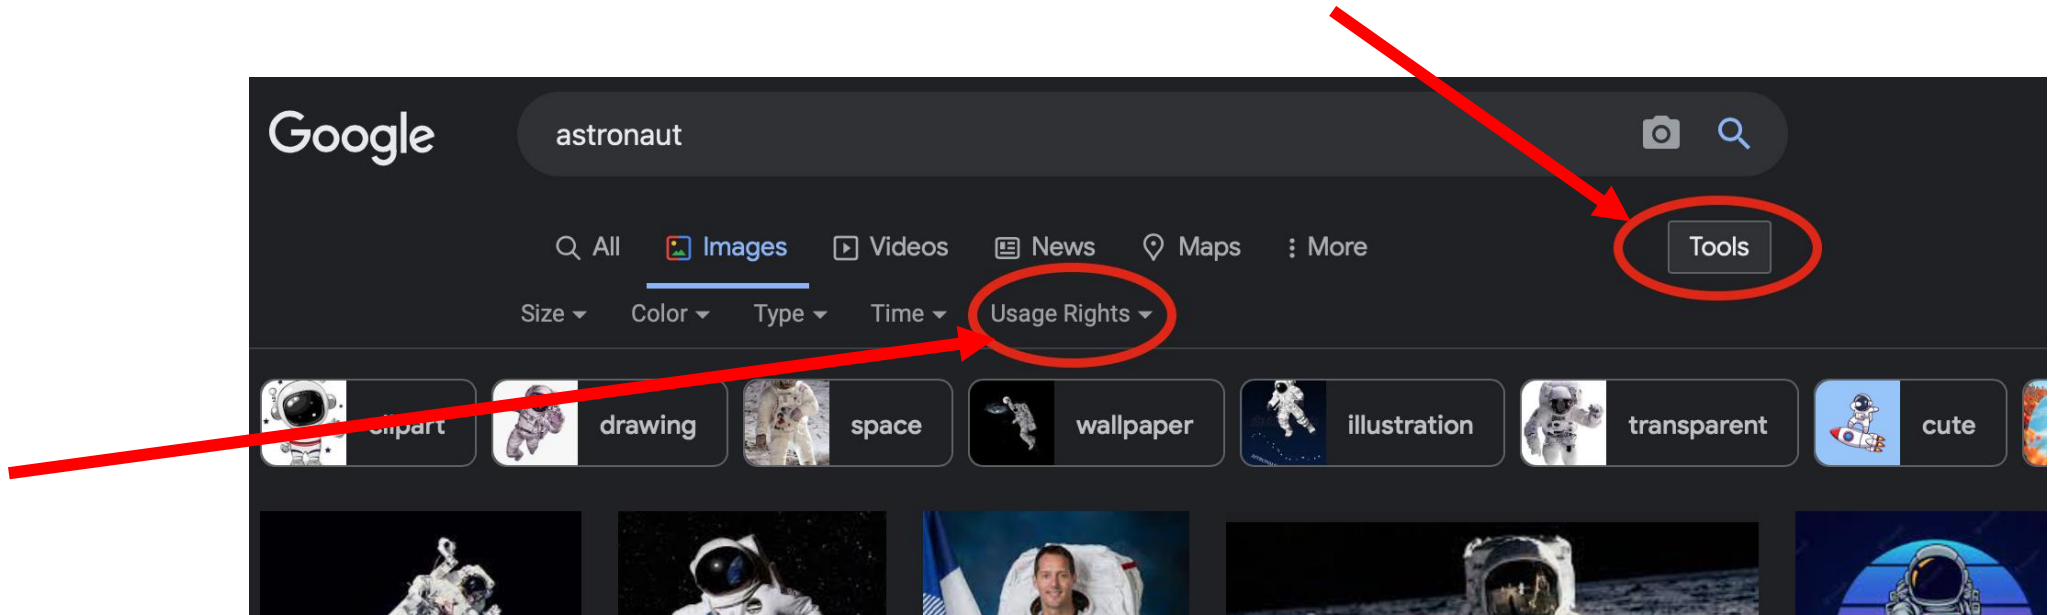 Google
astronaut
All Images Videos News Maps More Tools
Size Color Type Time Usage Rights
clipart drawing space wallpaper illustration transparent cute